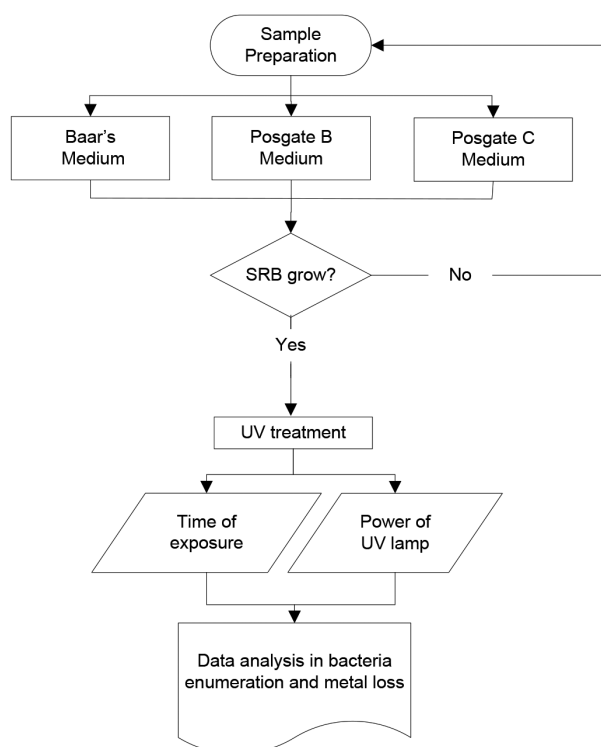 Sample
Preparation
Baar's
Medium
Posgate B
Medium
Posgate C
Medium
SRB grow?
No
Yes
UV treatment
Time of
exposure
Power of
UV lamp
Data analysis in bacteria
enumeration and metal loss